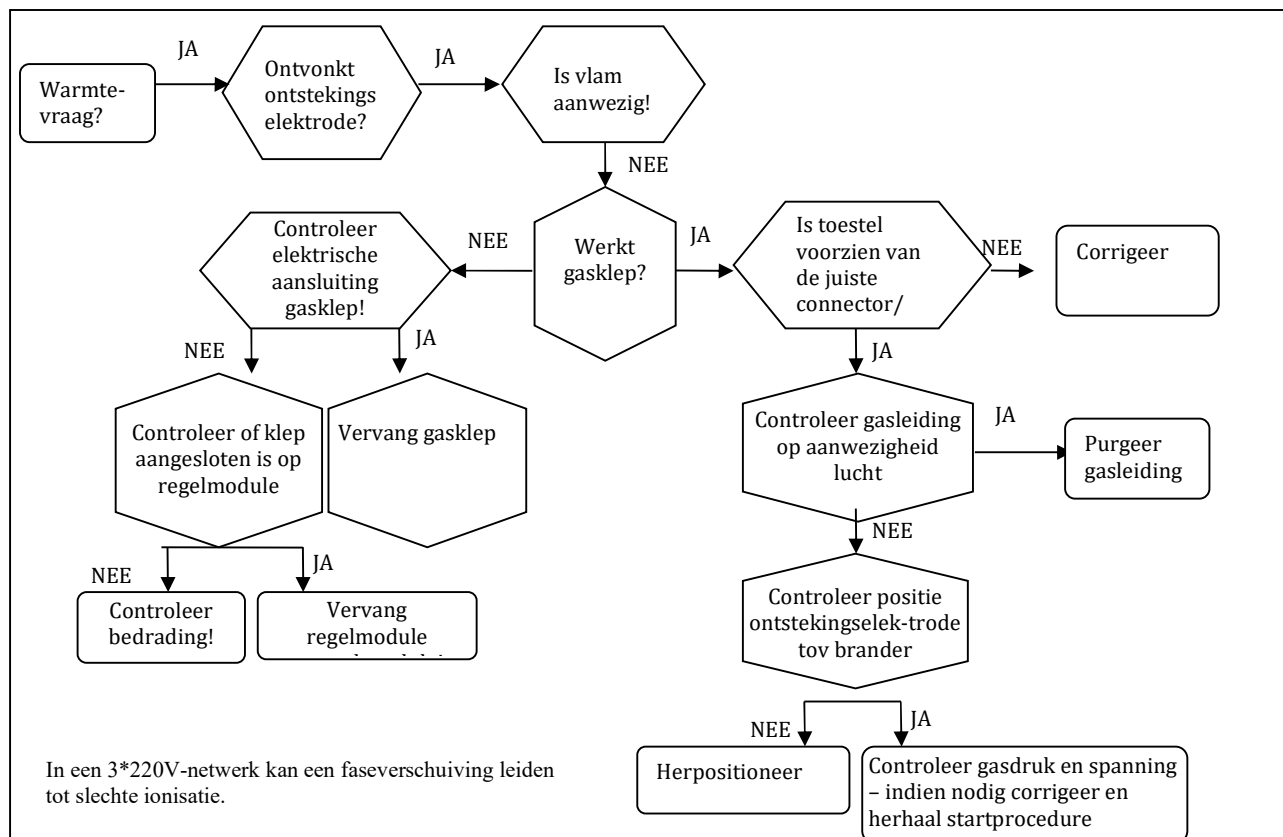 JA
JA
Warmte-
vraag?
Ontvonkt
ontstekings
elektrode?
Is vlam
aanwezig!
NEE
Controleer
elektrische
aansluiting
gasklep!
NEE
Werkt
gasklep?
JA
Is toestel
voorzien van
de juiste
connector/
NEE
Corrigeer
NEE
JA
JA
Controleer of klep
aangesloten is op
regelmodule
Vervang gasklep
Controleer gasleiding
op aanwezigheid
lucht
JA
Purgeer
gasleiding
NEE
NEE
JA
Controleer
bedrading!
Vervang
regelmodule
Controleer positie
ontstekingselek-trode
tov brander
NEE
JA
Herpositioneer
Controleer gasdruk en spanning
– indien nodig corrigeer en
herhaal startprocedure
In een 3*220V-netwerk kan een faseverschuiving leiden
tot slechte ionisatie.